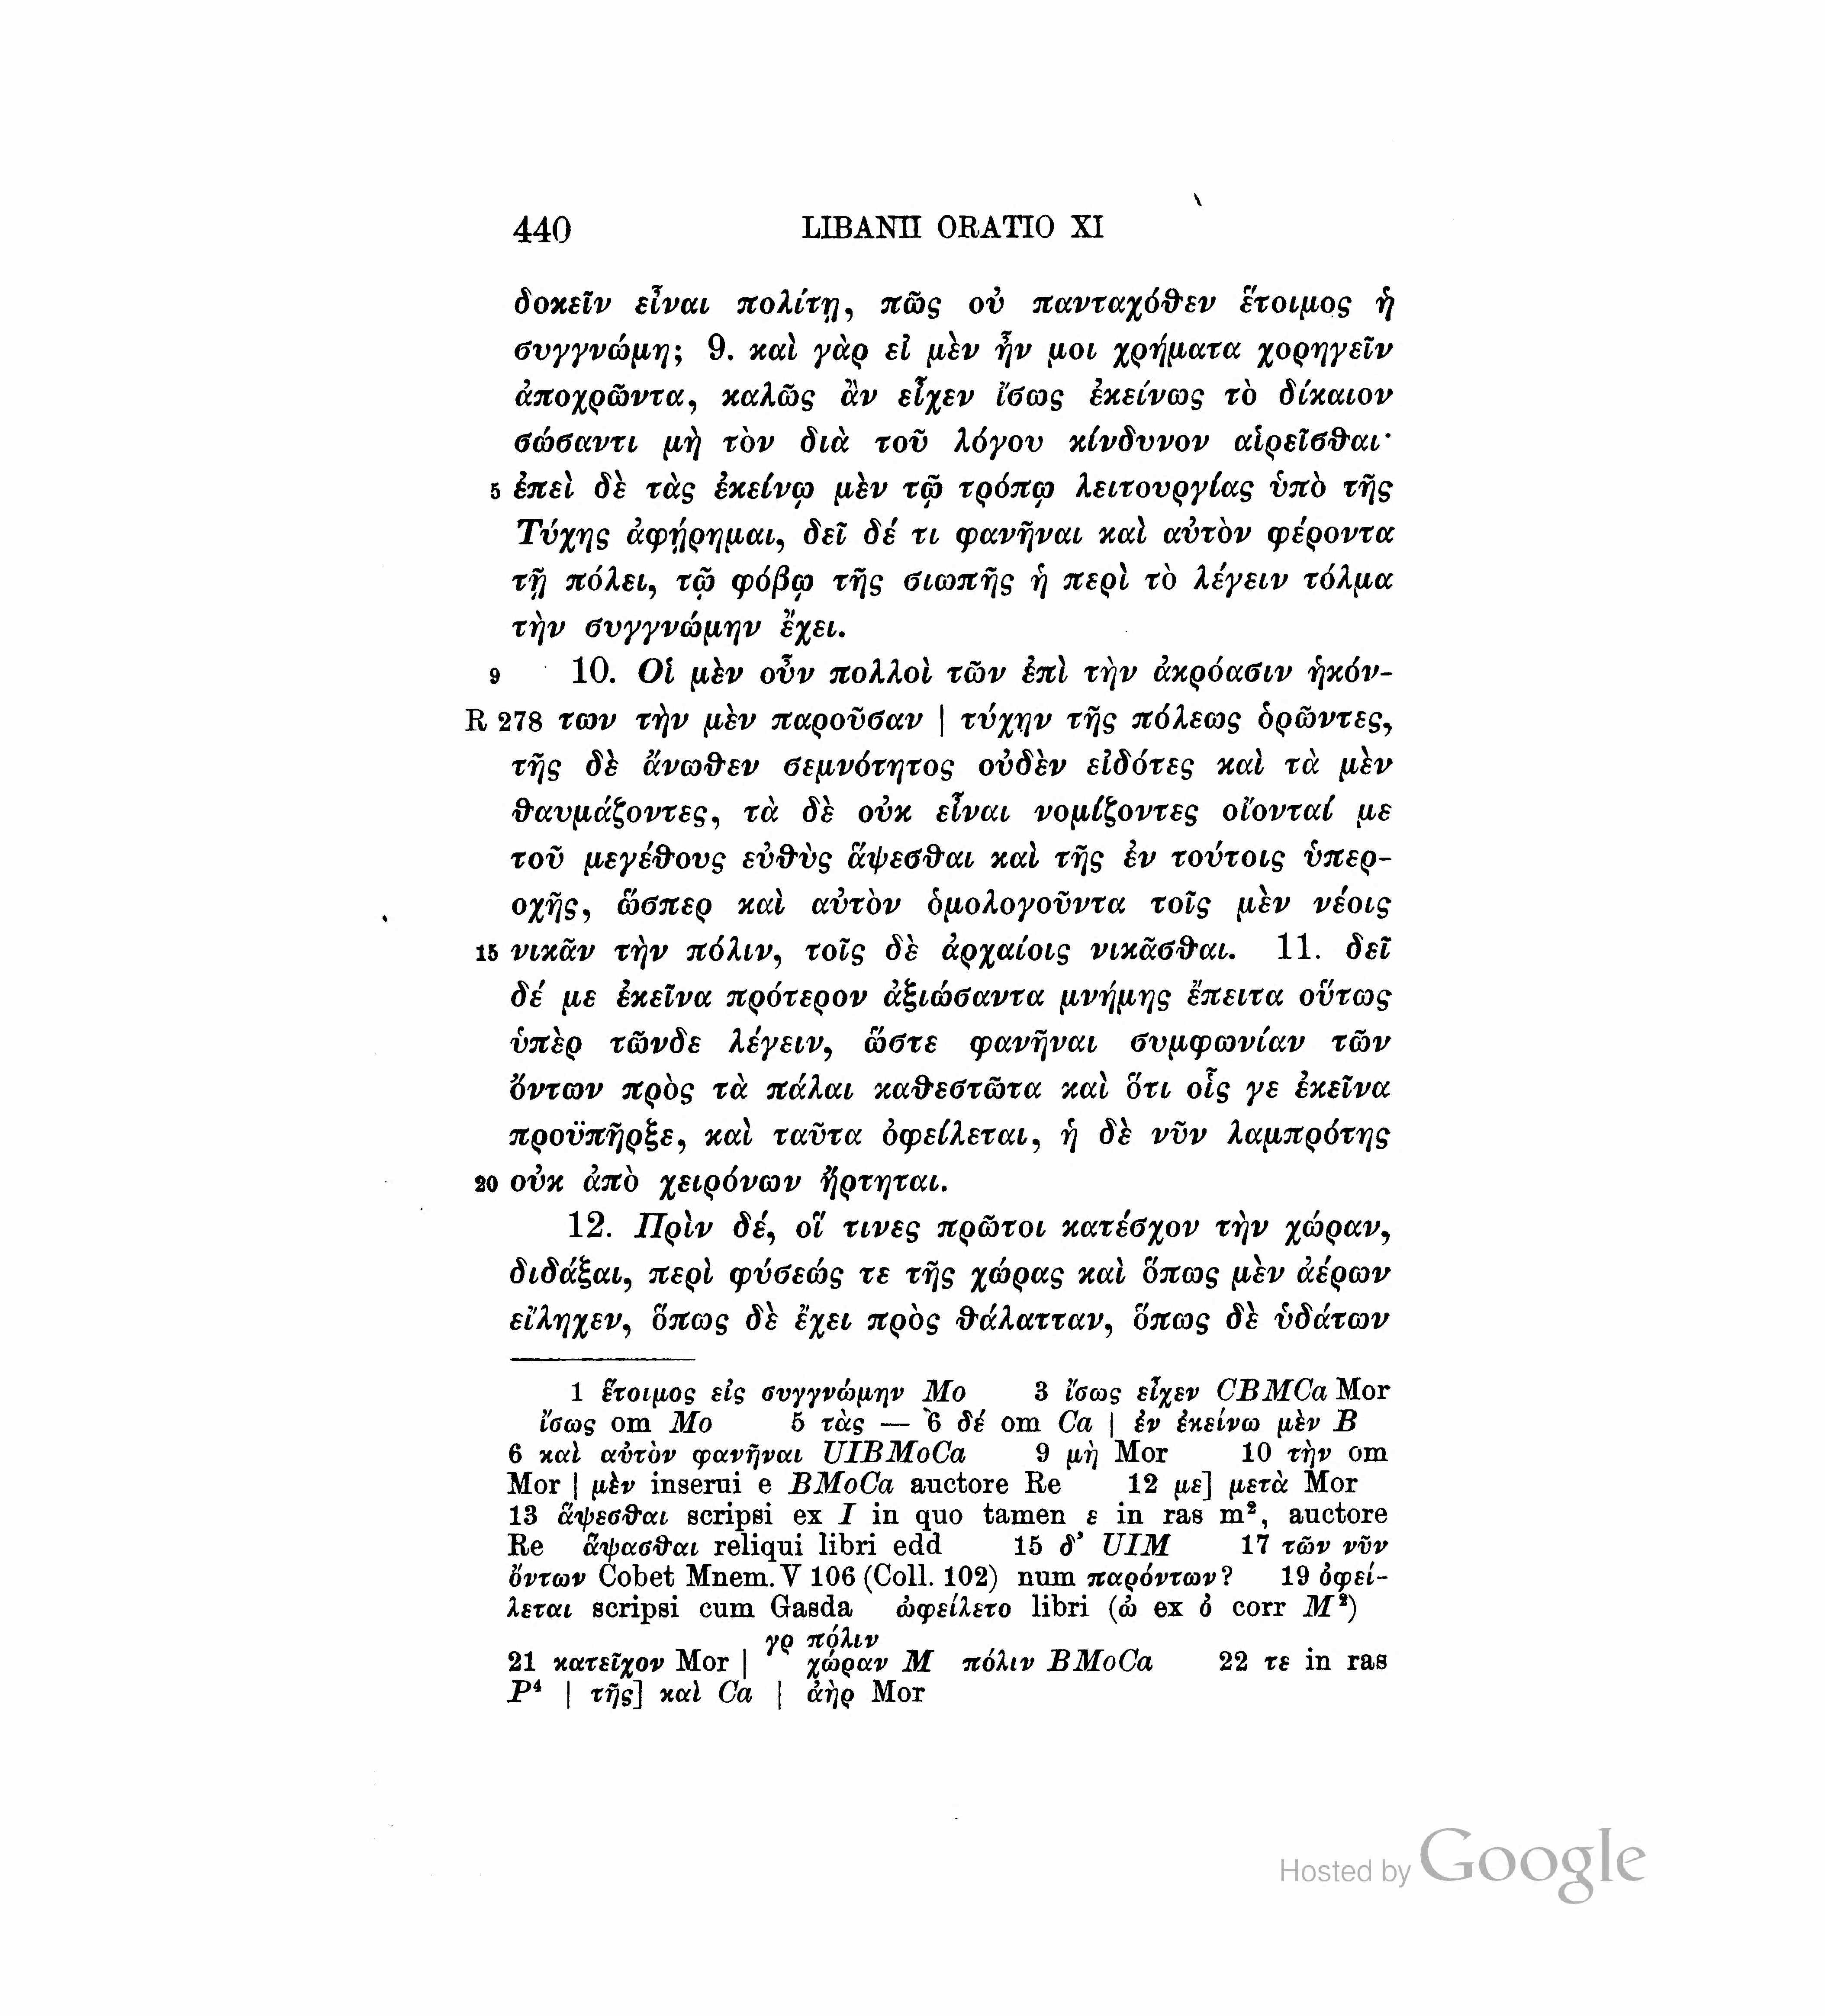 440 LIBANII ORATIO XI
δοκεῖν εἶναι πολίτῃ, πῶς οὐ πανταχόθεν ἕτοιμος ἡ
συγγνώμη; 9. καὶ γὰρ εἰ μὲν ἦν μοι χρήματα χορηγεῖν
ἀποχρῶντα, καλῶς ἂν εἶχεν ἴσως ἐκείνως τὸ δίκαιον
σώσαντι μὴ τὸν διὰ τοῦ λόγου κίνδυνον αἱρεῖσθαι·
5 ἐπεὶ δὲ τὰς ἐκείνῳ μὲν τῷ τρόπῳ λειτουργίας ὑπὸ τῆς
Τύχης ἀφῄρημαι, δεῖ δέ τι φανῆναι καὶ αὐτὸν φέροντα
τῇ πόλει, τῷ φόβῳ τῆς σιωπῆς ἡ περὶ τὸ λέγειν τόλμα
τὴν συγγνώμην ἔχει.
9 10. Οἱ μὲν οὖν πολλοὶ τῶν ἐπὶ τὴν ἀκρόασιν ἡκόν-
R 278 των τὴν μὲν παροῦσαν | τύχην τῆς πόλεως ὁρῶντες,
τῆς δὲ ἄνωθεν σεμνότητος οὐδὲν εἰδότες καὶ τὰ μὲν
θαυμάζοντες, τὰ δὲ οὐκ εἶναι νομίζοντες οἴονταί με
τοῦ μεγέθους εὐθὺς ἅψεσθαι καὶ τῆς ἐν τούτοις ὑπερ-
οχῆς, ὥσπερ καὶ αὐτὸν ὁμολογοῦντα τοῖς μὲν νέοις
15 νικᾶν τὴν πόλιν, τοῖς δὲ ἀρχαίοις νικᾶσθαι. 11. δεῖ
δέ με ἐκεῖνα πρότερον ἀξιώσαντα μνήμης ἔπειτα οὕτως
ὑπὲρ τῶνδε λέγειν, ὥστε φανῆναι συμφωνίαν τῶν
ὄντων πρὸς τὰ πάλαι καθεστῶτα καὶ ὅτι οἷς γε ἐκεῖνα
προϋπῆρξε, καὶ ταῦτα ὀφείλεται, ἡ δὲ νῦν λαμπρότης
20 οὐκ ἀπὸ χειρόνων ἤρτηται.
12. Πρὶν δέ, οἵ τινες πρῶτοι κατέσχον τὴν χώραν,
διδάξαι, περὶ φύσεώς τε τῆς χώρας καὶ ὅπως μὲν ἀέρων
εἴληχεν, ὅπως δὲ ἔχει πρὸς θάλατταν, ὅπως δὲ ὑδάτων
1 ἕτοιμος εἰς συγγνώμην Mo 3 ἴσως εἶχεν CBMCa Mor
ἴσως om Mo 5 τὰς — 6 δέ om Ca | ἐν ἐκείνω μὲν B
6 καὶ αὐτὸν φανῆναι UIBMoCa 9 μὴ Mor 10 τὴν om
Mor | μὲν inserui e BMoCa auctore Re 12 με] μετὰ Mor
13 ἅψεσθαι scripsi ex I in quo tamen ε in ras m², auctore
Re ἅψασθαι reliqui libri edd 15 δ’ UIM 17 τῶν νῦν
ὄντων Cobet Mnem. V 106 (Coll. 102) num παρόντων? 19 ὀφεί-
λεται scripsi cum Gasda ὠφείλετο libri (ὠ ex ὀ corr M²)
γρ πόλιν
21 κατεῖχον Mor | χώραν M πόλιν BMoCa 22 τε in ras
P⁴ | τῆς] καὶ Ca | ἀὴρ Mor
Hosted by Google